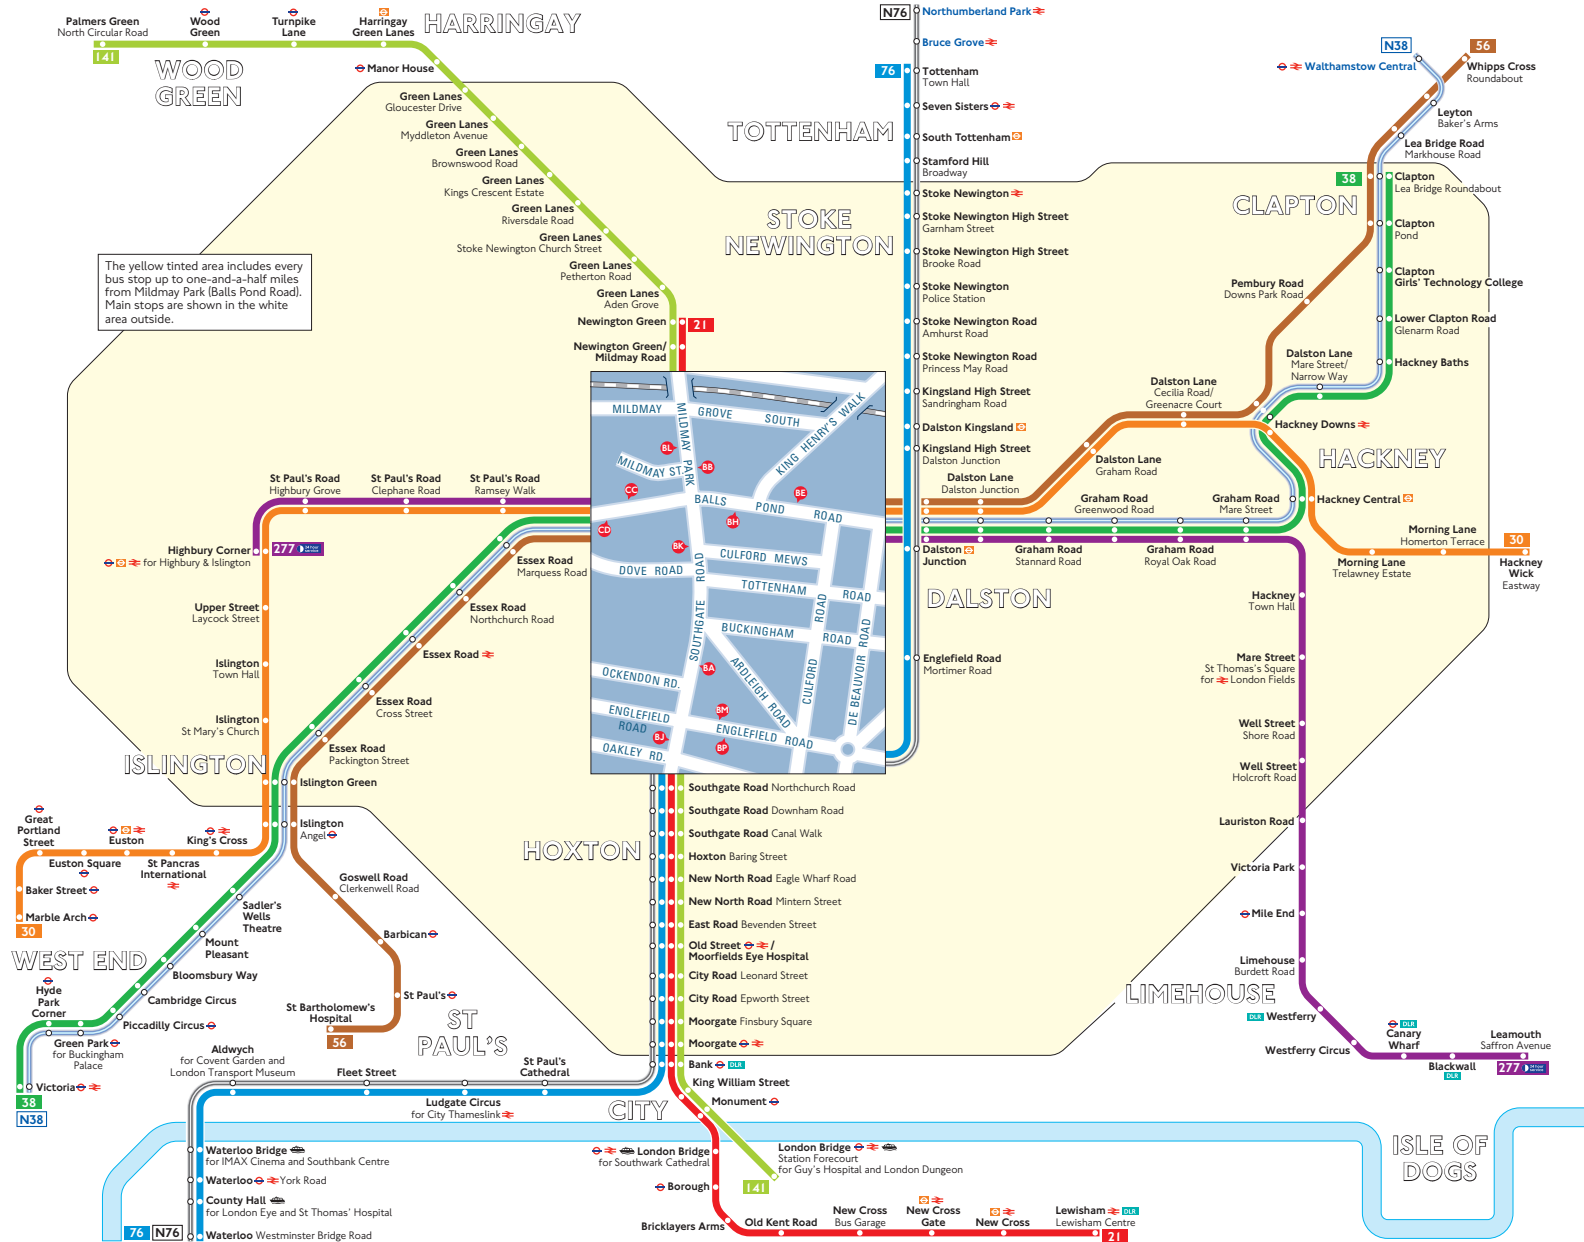 Palmers Green
North Circular Road
141
Wood
Green
Turnpike
Lane
Harringay
Green Lanes
HARRINGAY
WOOD
GREEN
Manor House
Green Lanes
Gloucester Drive
Green Lanes
Myddleton Avenue
Green Lanes
Brownswood Road
Green Lanes
Kings Crescent Estate
Green Lanes
Riversdale Road
Green Lanes
Stoke Newington Church Street
Green Lanes
Petherton Road
Green Lanes
Aden Grove
Newington Green
21
Newington Green/
Mildmay Road
The yellow tinted area includes every
bus stop up to one-and-a-half miles
from Mildmay Park (Balls Pond Road).
Main stops are shown in the white
area outside.
N76
Northumberland Park
Bruce Grove
76
Tottenham
Town Hall
Seven Sisters
TOTTENHAM
South Tottenham
Stamford Hill
Broadway
Stoke Newington
STOKE
NEWINGTON
Stoke Newington High Street
Garnham Street
Stoke Newington High Street
Brooke Road
Stoke Newington
Police Station
Stoke Newington Road
Amhurst Road
Stoke Newington Road
Princess May Road
Kingsland High Street
Sandringham Road
Dalston Kingsland
Kingsland High Street
Dalston Junction
N38
56
Walthamstow Central
Whipps Cross
Roundabout
Leyton
Baker's Arms
Lea Bridge Road
Markhouse Road
38
Clapton
Lea Bridge Roundabout
CLAPTON
Clapton
Pond
Clapton
Girls' Technology College
Pembury Road
Downs Park Road
Lower Clapton Road
Glenarm Road
Dalston Lane
Mare Street/
Narrow Way
Hackney Baths
Dalston Lane
Cecilia Road/
Greenacre Court
Hackney Downs
HACKNEY
Dalston Lane
Graham Road
Dalston Lane
Dalston Junction
Graham Road
Greenwood Road
Graham Road
Mare Street
Hackney Central
Morning Lane
Homerton Terrace
30
Hackney
Wick
Eastway
Morning Lane
Trelawney Estate
Dalston
Junction
Graham Road
Stannard Road
Graham Road
Royal Oak Road
DALSTON
Hackney
Town Hall
Englefield Road
Mortimer Road
Mare Street
St Thomas's Square
for London Fields
Well Street
Shore Road
Well Street
Holcroft Road
Lauriston Road
Victoria Park
Mile End
Limehouse
Burdett Road
LIMEHOUSE
DLR Westferry
Westferry Circus
DLR
Canary
Wharf
Blackwall
DLR
Leamouth
Saffron Avenue
277 24 hour service
ISLE OF
DOGS
St Paul's Road
Highbury Grove
St Paul's Road
Clephane Road
St Paul's Road
Ramsey Walk
Highbury Corner
for Highbury & Islington
277 24 hour service
Essex Road
Marquess Road
Upper Street
Laycock Street
Essex Road
Northchurch Road
Essex Road
Islington
Town Hall
Essex Road
Cross Street
Islington
St Mary's Church
Essex Road
Packington Street
ISLINGTON
Islington Green
Islington
Angel
Great
Portland
Street
Euston
King's Cross
Euston Square
St Pancras
International
Baker Street
Marble Arch
30
Goswell Road
Clerkenwell Road
Sadler's
Wells
Theatre
Barbican
Mount
Pleasant
WEST END
Bloomsbury Way
Hyde
Park
Corner
Cambridge Circus
St Paul's
St Bartholomew's
Hospital
56
ST
PAUL'S
Piccadilly Circus
Green Park
for Buckingham
Palace
Victoria
38
N38
Aldwych
for Covent Garden and
London Transport Museum
Fleet Street
St Paul's
Cathedral
Ludgate Circus
for City Thameslink
Waterloo Bridge
for IMAX Cinema and Southbank Centre
Waterloo York Road
County Hall
for London Eye and St Thomas' Hospital
76
N76
Waterloo Westminster Bridge Road
MILDMAY GROVE SOUTH
MILDMAY PARK
KING HENRY'S WALK
MILDMAY ST.
BL
BB
CC
BE
BALLS POND ROAD
BH
CD
BK
CULFORD MEWS
DOVE ROAD
SOUTHGATE ROAD
TOTTENHAM ROAD
BUCKINGHAM ROAD
CULFORD ROAD
DE BEAUVOIR ROAD
ARDLEIGH ROAD
BA
OCKENDON RD.
ENGLEFIELD ROAD
BM
BJ
BP
ENGLEFIELD ROAD
OAKLEY RD.
Southgate Road Northchurch Road
Southgate Road Downham Road
Southgate Road Canal Walk
HOXTON
Hoxton Baring Street
New North Road Eagle Wharf Road
New North Road Mintern Street
East Road Bevenden Street
Old Street /
Moorfields Eye Hospital
City Road Leonard Street
City Road Epworth Street
Moorgate Finsbury Square
Moorgate
Bank DLR
King William Street
CITY
Monument
London Bridge
for Southwark Cathedral
London Bridge
Station Forecourt
for Guy's Hospital and London Dungeon
141
Borough
Bricklayers Arms
Old Kent Road
New Cross
Bus Garage
New Cross
Gate
New Cross
Lewisham DLR
Lewisham Centre
21